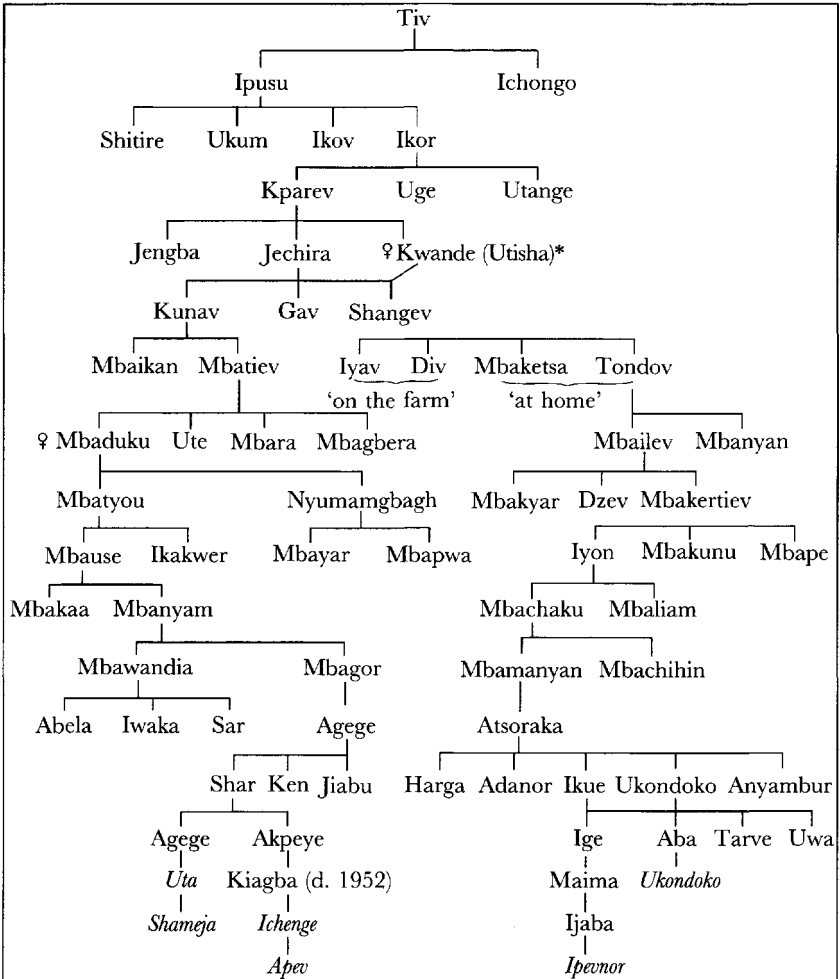 Tiv
Ipusu Ichongo
Shitire Ukum Ikov Ikor
Kparev Uge Utange
Jengba Jechira ♀Kwande (Utisha)*
Kunav Gav Shangev
Mbaikan Mbatiev Iyav Div Mbaketsa Tondov
'on the farm' 'at home'
♀ Mbaduku Ute Mbara Mbagbera Mbailev Mbanyan
Mbatyou Nyumamgbagh Mbakyar Dzev Mbakertiev
Mbause Ikakwer Mbayar Mbapwa Iyon Mbakunu Mbape
Mbakaa Mbanyam Mbachaku Mbaliam
Mbawandia Mbagor Mbamanyan Mbachihin
Abela Iwaka Sar Agege Atsoraka
Shar Ken Jiabu Harga Adanor Ikue Ukondoko Anyambur
Agege Akpeye Ige Aba Tarve Uwa
Uta Kiagba (d. 1952) Maima Ukondoko
Shameja Ichenge Ijaba
Apev Ipevnor